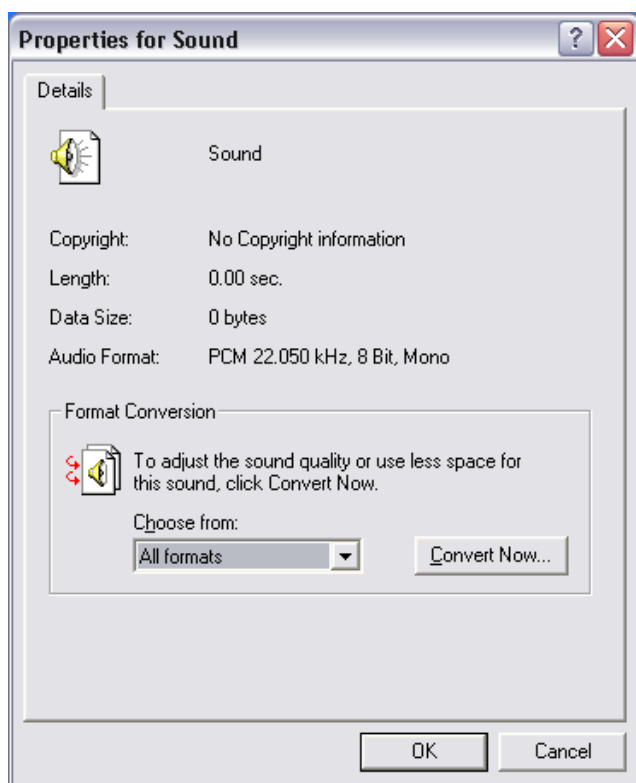 Properties for Sound
Details
Sound
Copyright: No Copyright information
Length: 0.00 sec.
Data Size: 0 bytes
Audio Format: PCM 22.050 kHz, 8 Bit, Mono
Format Conversion
To adjust the sound quality or use less space for
this sound, click Convert Now.
Choose from:
All formats Convert Now...
OK Cancel